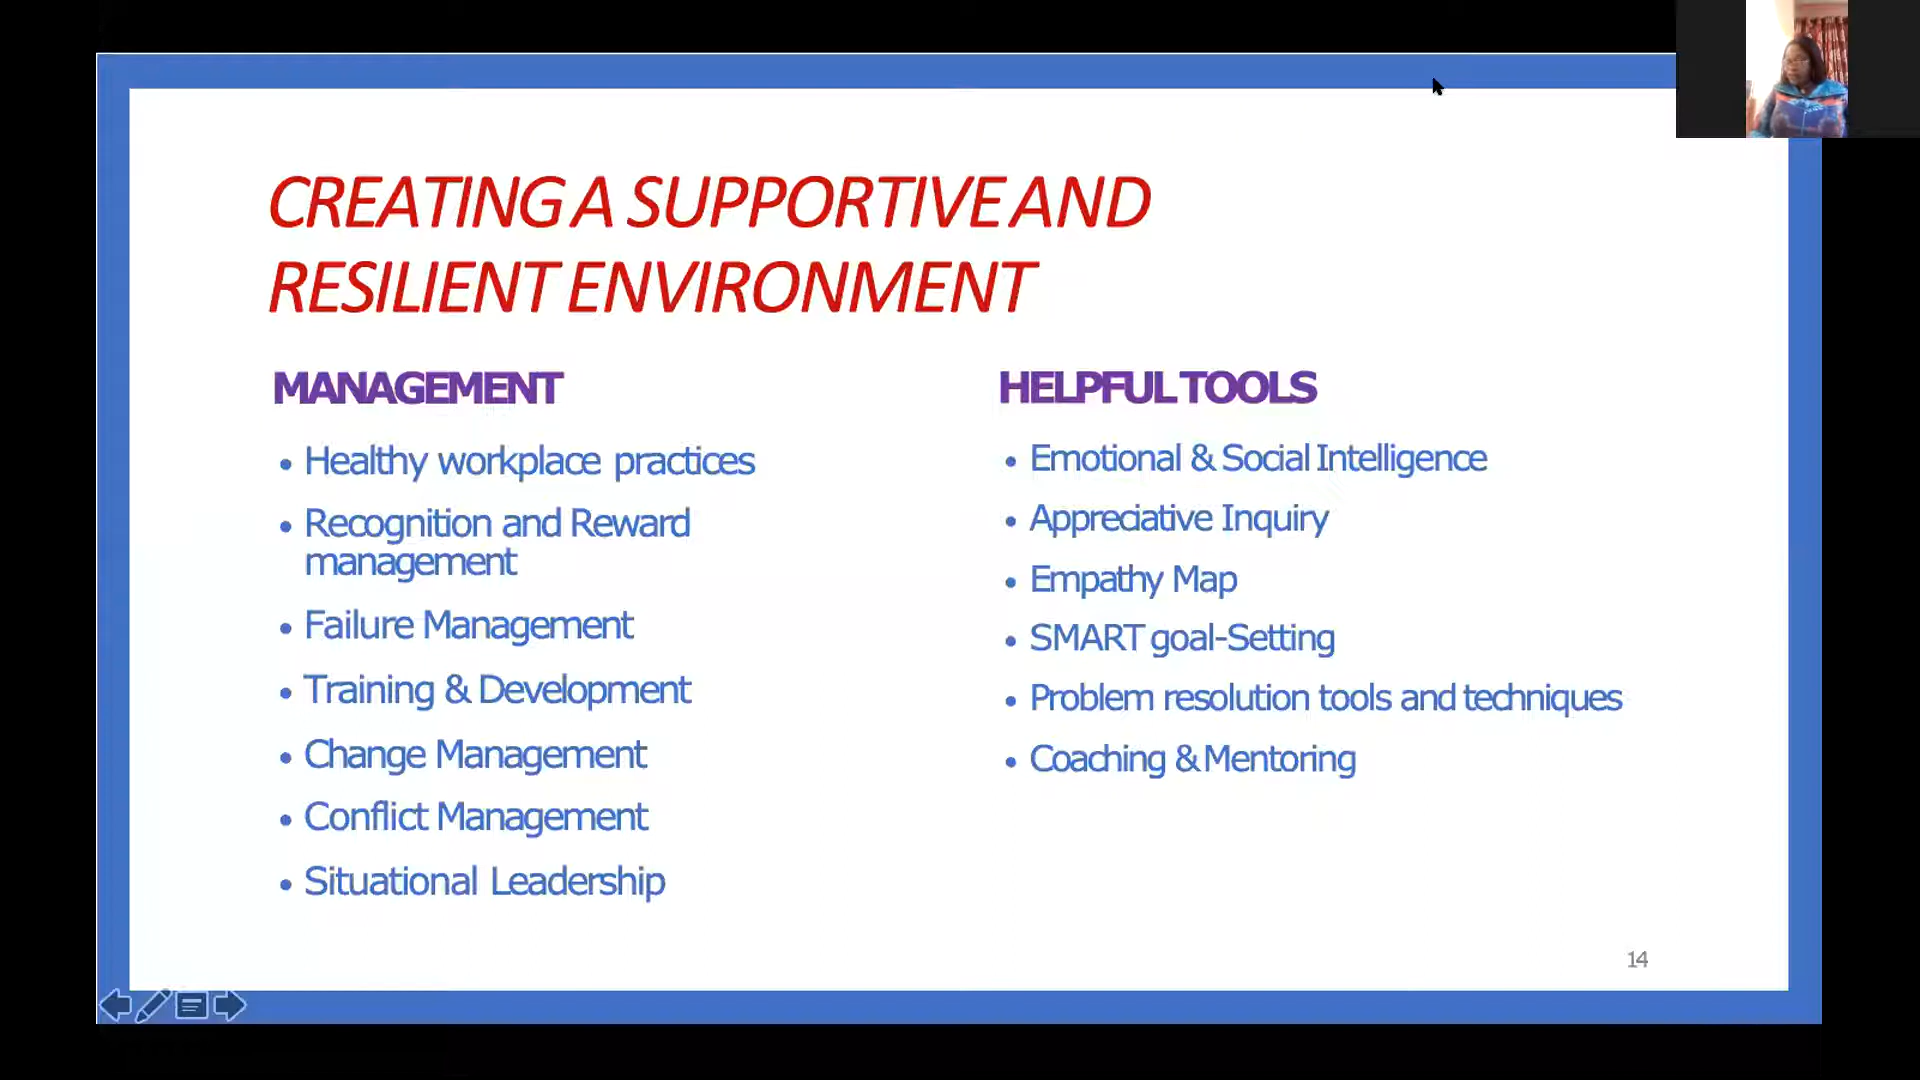 CREATING A SUPPORTIVE AND
RESILIENT ENVIRONMENT
MANAGEMENT
• Healthy workplace practices
• Recognition and Reward
management
• Failure Management
• Training & Development
• Change Management
• Conflict Management
• Situational Leadership
HELPFUL TOOLS
• Emotional & Social Intelligence
• Appreciative Inquiry
• Empathy Map
• SMART goal-Setting
• Problem resolution tools and techniques
• Coaching & Mentoring
14